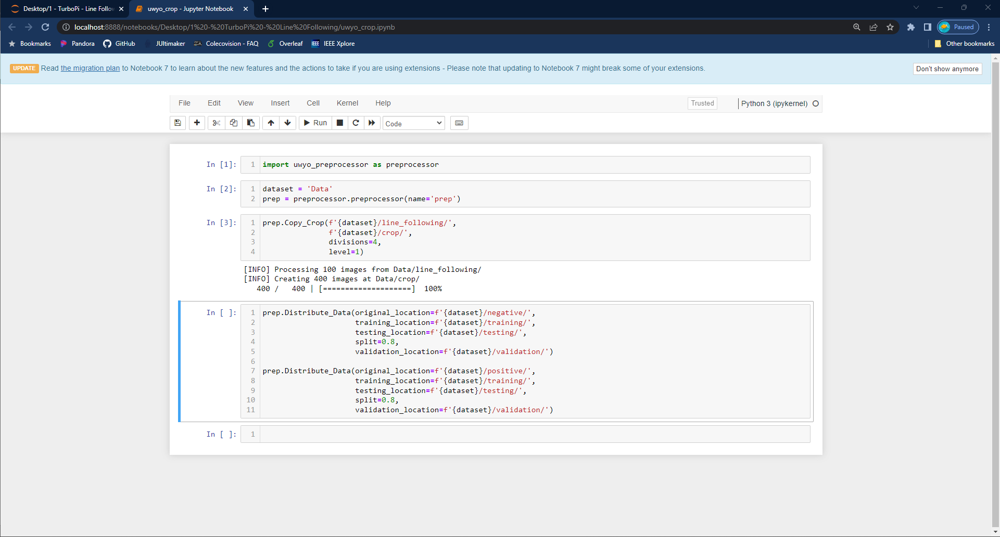 Desktop/1 - TurboPi - Line Follow
uwyo_crop - Jupyter Notebook
localhost:8888/notebooks/Desktop/1%20-%20TurboPi%20-%20Line%20Following/uwyo_crop.ipynb
Paused
Bookmarks Pandora GitHub JUltimaker Colecovision - FAQ Overleaf IEEE IEEE Xplore Other bookmarks
UPDATE Read the migration plan to Notebook 7 to learn about the new features and the actions to take if you are using extensions - Please note that updating to Notebook 7 might break some of your extensions. Don't show anymore
File Edit View Insert Cell Kernel Help Trusted Python 3 (ipykernel)
Run Code
In [1]: 1 import uwyo_preprocessor as preprocessor
In [2]: 1 dataset = 'Data'
2 prep = preprocessor.preprocessor(name='prep')
In [3]: 1 prep.Copy_Crop(f'{dataset}/line_following/',
2 f'{dataset}/crop/',
3 divisions=4,
4 level=1)
[INFO] Processing 100 images from Data/line_following/
[INFO] Creating 400 images at Data/crop/
400 / 400 | [====================] 100%
In [ ]: 1 prep.Distribute_Data(original_location=f'{dataset}/negative/',
2 training_location=f'{dataset}/training/',
3 testing_location=f'{dataset}/testing/',
4 split=0.8,
5 validation_location=f'{dataset}/validation/')
6
7 prep.Distribute_Data(original_location=f'{dataset}/positive/',
8 training_location=f'{dataset}/training/',
9 testing_location=f'{dataset}/testing/',
10 split=0.8,
11 validation_location=f'{dataset}/validation/')
In [ ]: 1